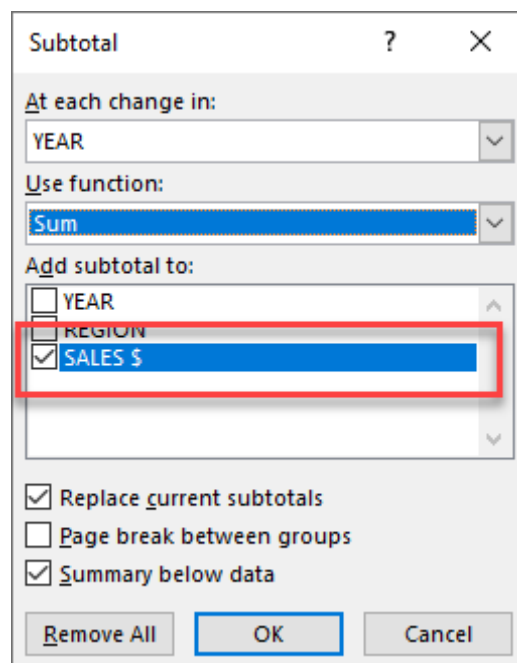 Subtotal ? ×
At each change in:
YEAR
Use function:
Sum
Add subtotal to:
YEAR
REGION
SALES $
Replace current subtotals
Page break between groups
Summary below data
Remove All OK Cancel